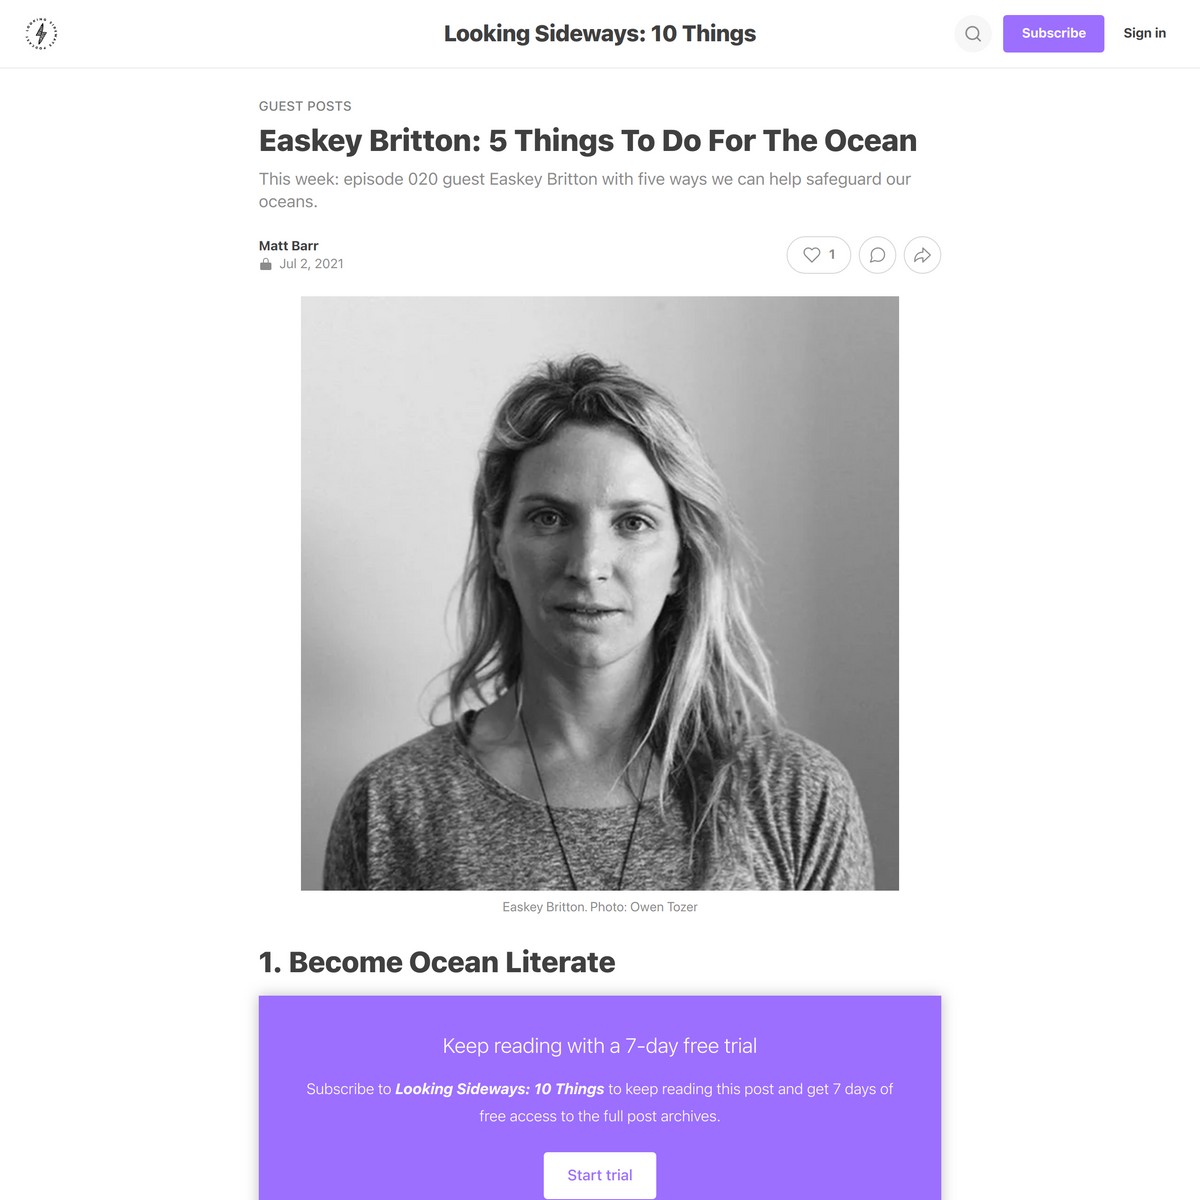 Looking Sideways: 10 Things
Subscribe
Sign in
GUEST POSTS
Easkey Britton: 5 Things To Do For The Ocean
This week: episode 020 guest Easkey Britton with five ways we can help safeguard our
oceans.
Matt Barr
Jul 2, 2021
1
Easkey Britton. Photo: Owen Tozer
1. Become Ocean Literate
Keep reading with a 7-day free trial
Subscribe to Looking Sideways: 10 Things to keep reading this post and get 7 days of
free access to the full post archives.
Start trial